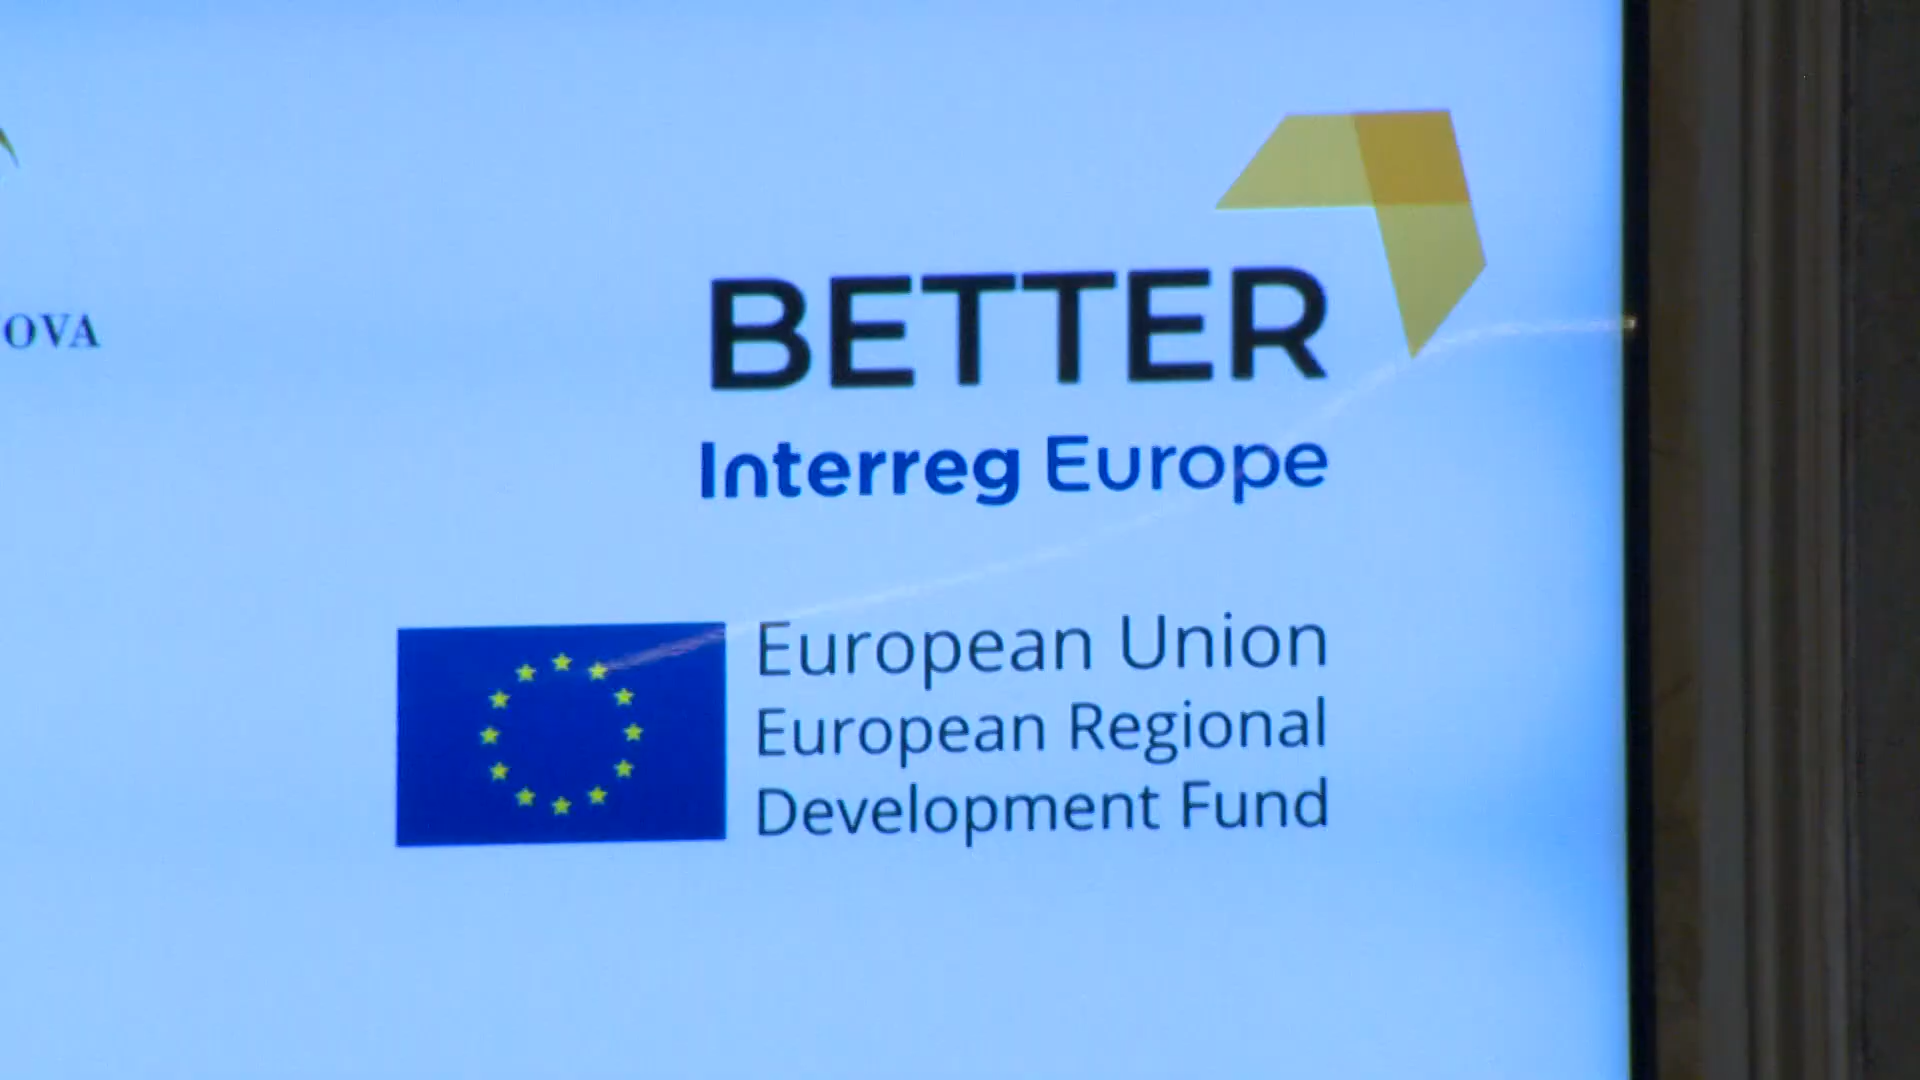 OVA
BETTER
Interreg Europe
European Union
European Regional
Development Fund